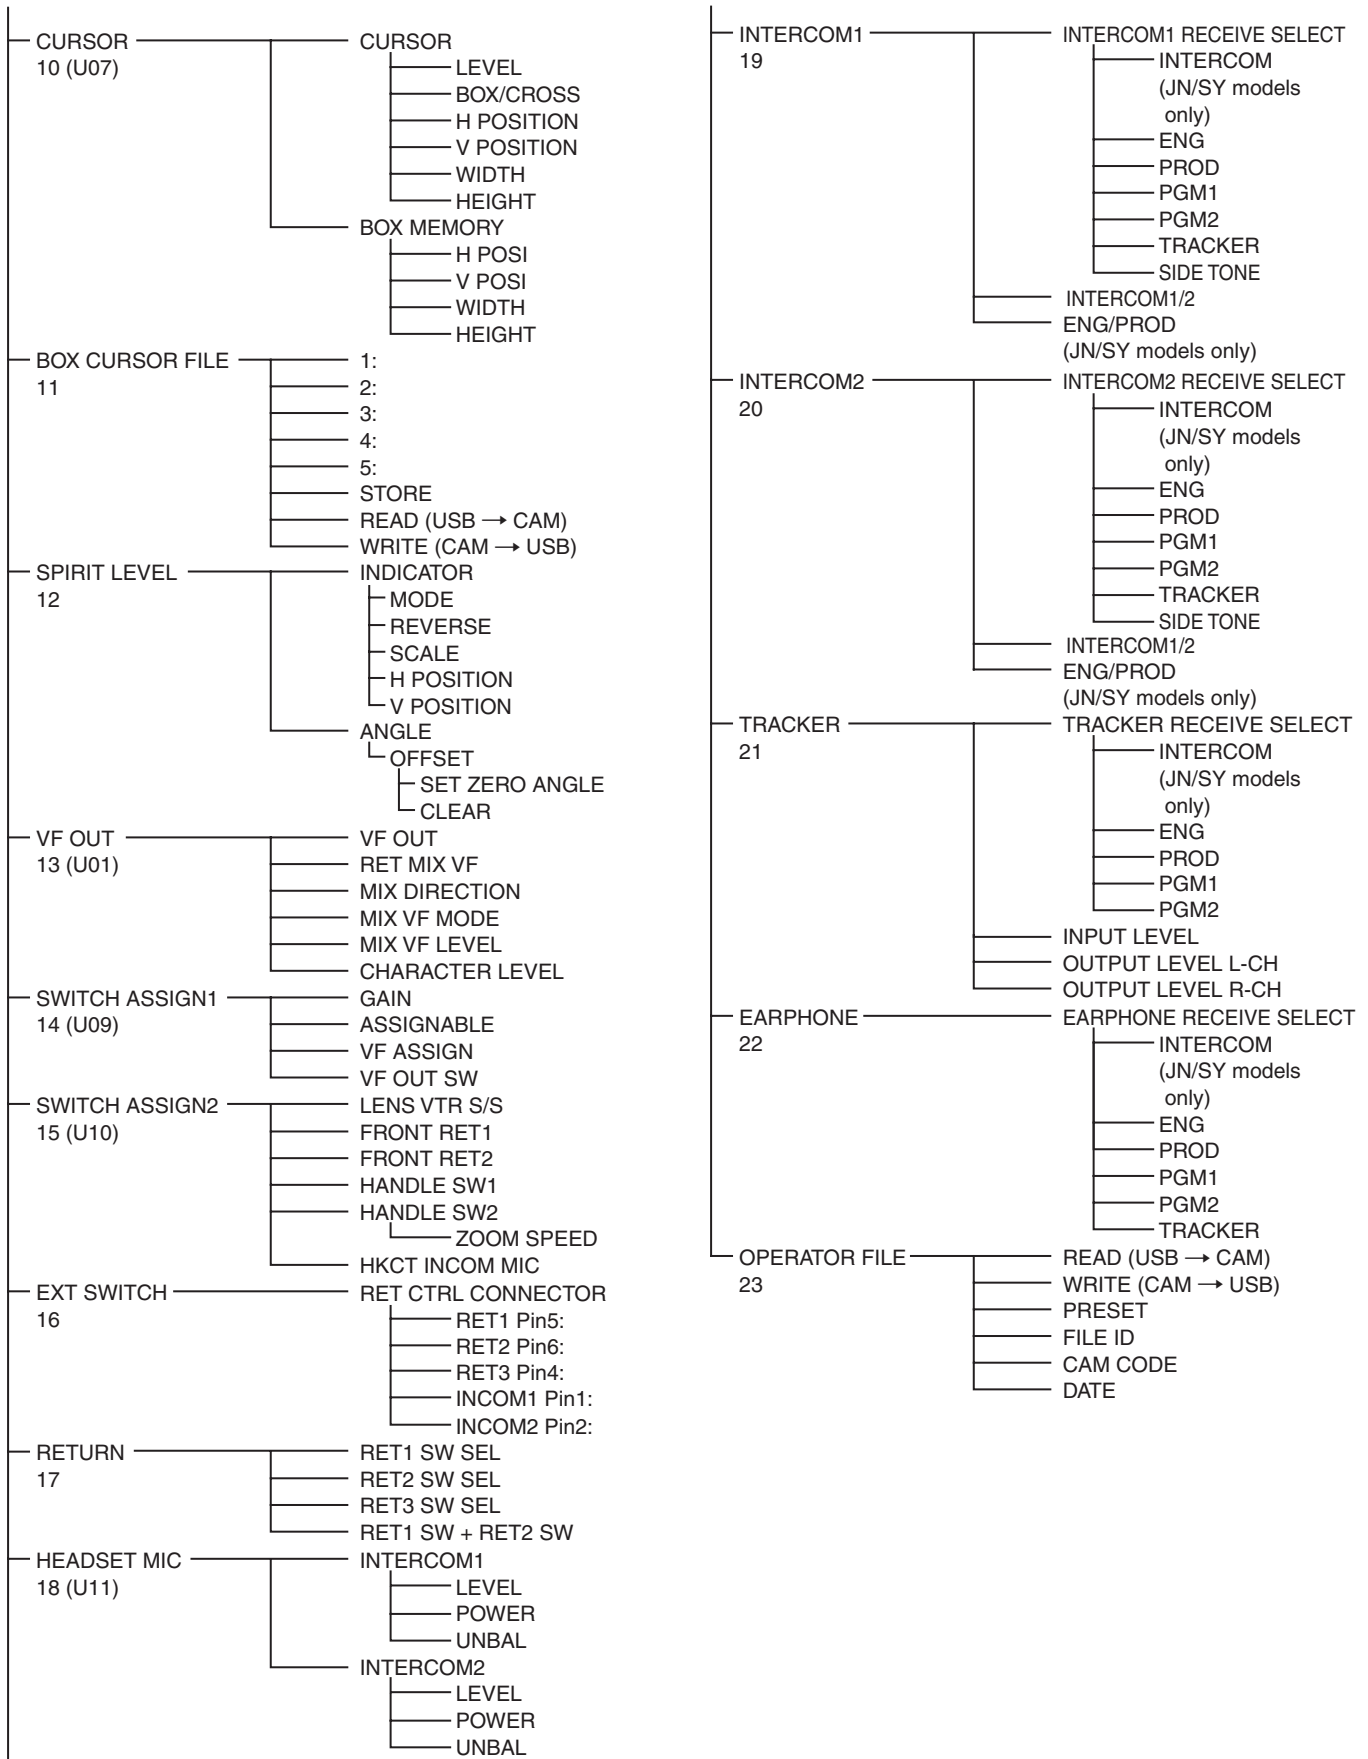 CURSOR
10 (U07)
CURSOR
LEVEL
BOX/CROSS
H POSITION
V POSITION
WIDTH
HEIGHT
BOX MEMORY
H POSI
V POSI
WIDTH
HEIGHT
BOX CURSOR FILE
11
1:
2:
3:
4:
5:
STORE
READ (USB → CAM)
WRITE (CAM → USB)
SPIRIT LEVEL
12
INDICATOR
MODE
REVERSE
SCALE
H POSITION
V POSITION
ANGLE
OFFSET
SET ZERO ANGLE
CLEAR
VF OUT
13 (U01)
VF OUT
RET MIX VF
MIX DIRECTION
MIX VF MODE
MIX VF LEVEL
CHARACTER LEVEL
SWITCH ASSIGN1
14 (U09)
GAIN
ASSIGNABLE
VF ASSIGN
VF OUT SW
SWITCH ASSIGN2
15 (U10)
LENS VTR S/S
FRONT RET1
FRONT RET2
HANDLE SW1
HANDLE SW2
ZOOM SPEED
HKCT INCOM MIC
EXT SWITCH
16
RET CTRL CONNECTOR
RET1 Pin5:
RET2 Pin6:
RET3 Pin4:
INCOM1 Pin1:
INCOM2 Pin2:
RETURN
17
RET1 SW SEL
RET2 SW SEL
RET3 SW SEL
RET1 SW + RET2 SW
HEADSET MIC
18 (U11)
INTERCOM1
LEVEL
POWER
UNBAL
INTERCOM2
LEVEL
POWER
UNBAL
INTERCOM1
19
INTERCOM1 RECEIVE SELECT
INTERCOM
(JN/SY models
only)
ENG
PROD
PGM1
PGM2
TRACKER
SIDE TONE
INTERCOM1/2
ENG/PROD
(JN/SY models only)
INTERCOM2
20
INTERCOM2 RECEIVE SELECT
INTERCOM
(JN/SY models
only)
ENG
PROD
PGM1
PGM2
TRACKER
SIDE TONE
INTERCOM1/2
ENG/PROD
(JN/SY models only)
TRACKER
21
TRACKER RECEIVE SELECT
INTERCOM
(JN/SY models
only)
ENG
PROD
PGM1
PGM2
INPUT LEVEL
OUTPUT LEVEL L-CH
OUTPUT LEVEL R-CH
EARPHONE
22
EARPHONE RECEIVE SELECT
INTERCOM
(JN/SY models
only)
ENG
PROD
PGM1
PGM2
TRACKER
OPERATOR FILE
23
READ (USB → CAM)
WRITE (CAM → USB)
PRESET
FILE ID
CAM CODE
DATE